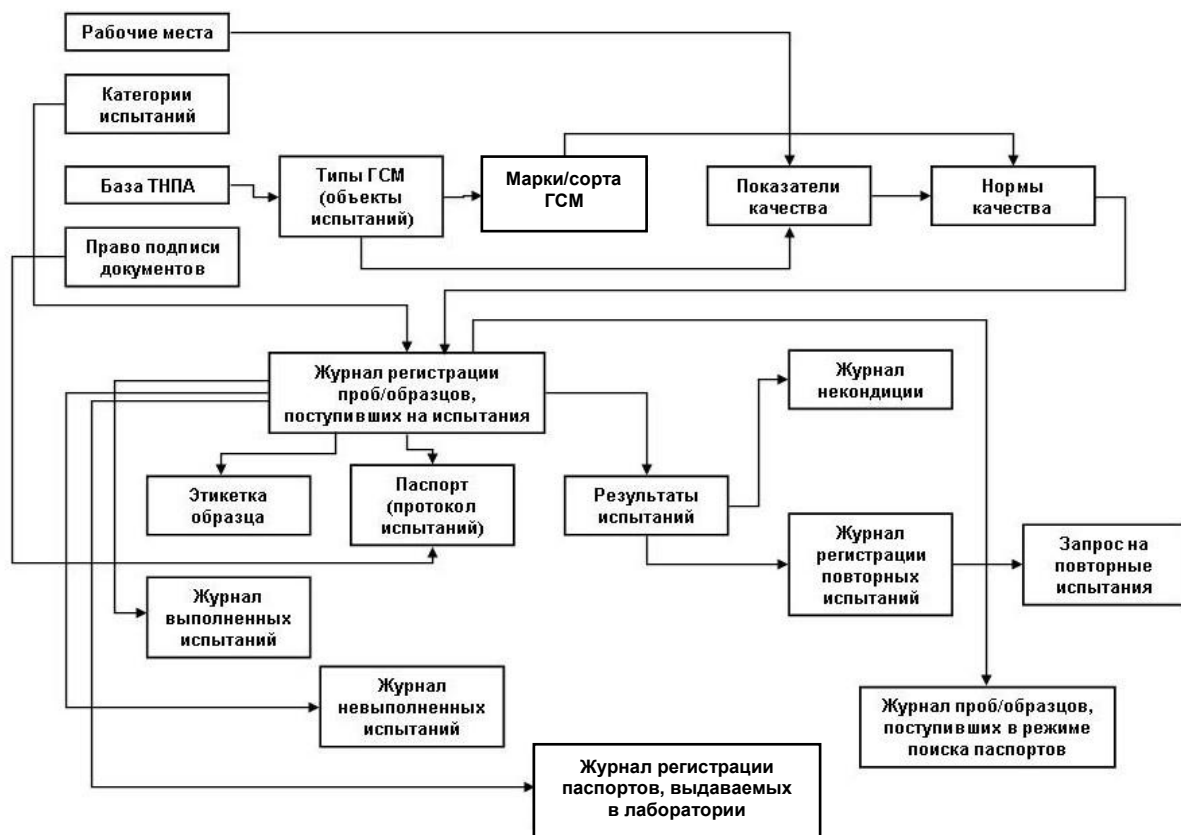 Рабочие места
Категории
испытаний
База ТНПА
Типы ГСМ
(объекты
испытаний)
Марки/сорта
ГСМ
Показатели
качества
Нормы
качества
Право подписи
документов
Журнал регистрации
проб/образцов,
поступивших на испытания
Журнал
некондиции
Этикетка
образца
Паспорт
(протокол
испытаний)
Результаты
испытаний
Журнал
регистрации
повторных
испытаний
Запрос на
повторные
испытания
Журнал
выполненных
испытаний
Журнал
невыполненных
испытаний
Журнал проб/образцов,
поступивших в режиме
поиска паспортов
Журнал регистрации
паспортов, выдаваемых
в лаборатории